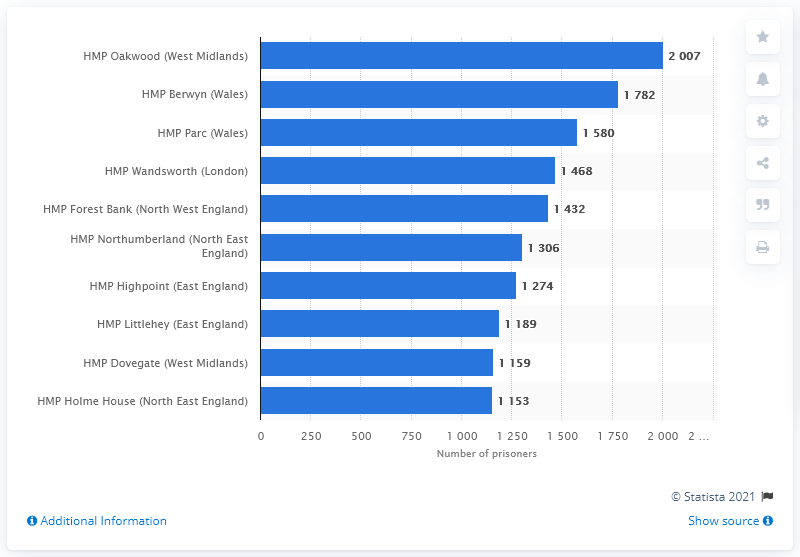 HMP Oakwood (West Midlands) 2 007
HMP Berwyn (Wales) 1 782
HMP Parc (Wales) 1 580
HMP Wandsworth (London) 1 468
HMP Forest Bank (North West England) 1 432
HMP Northumberland (North East
England) 1 306
HMP Highpoint (East England) 1 274
HMP Littlehey (East England) 1 189
HMP Dovegate (West Midlands) 1 159
HMP Holme House (North East England) 1 153
0 250 500 750 1 000 1 250 1 500 1 750 2 000 2 ...
Number of prisoners
© Statista 2021
Additional Information Show source